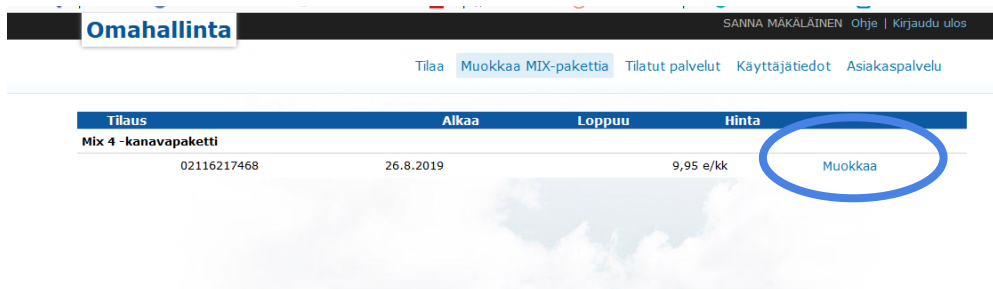 Omahallinta
SANNA MÄKÄLÄINEN Ohje | Kirjaudu ulos
Tilaa Muokkaa MIX-pakettia Tilatut palvelut Käyttäjätiedot Asiakaspalvelu
Tilaus Alkaa Loppuu Hinta
Mix 4 -kanavapaketti
02116217468 26.8.2019 9,95 e/kk Muokkaa